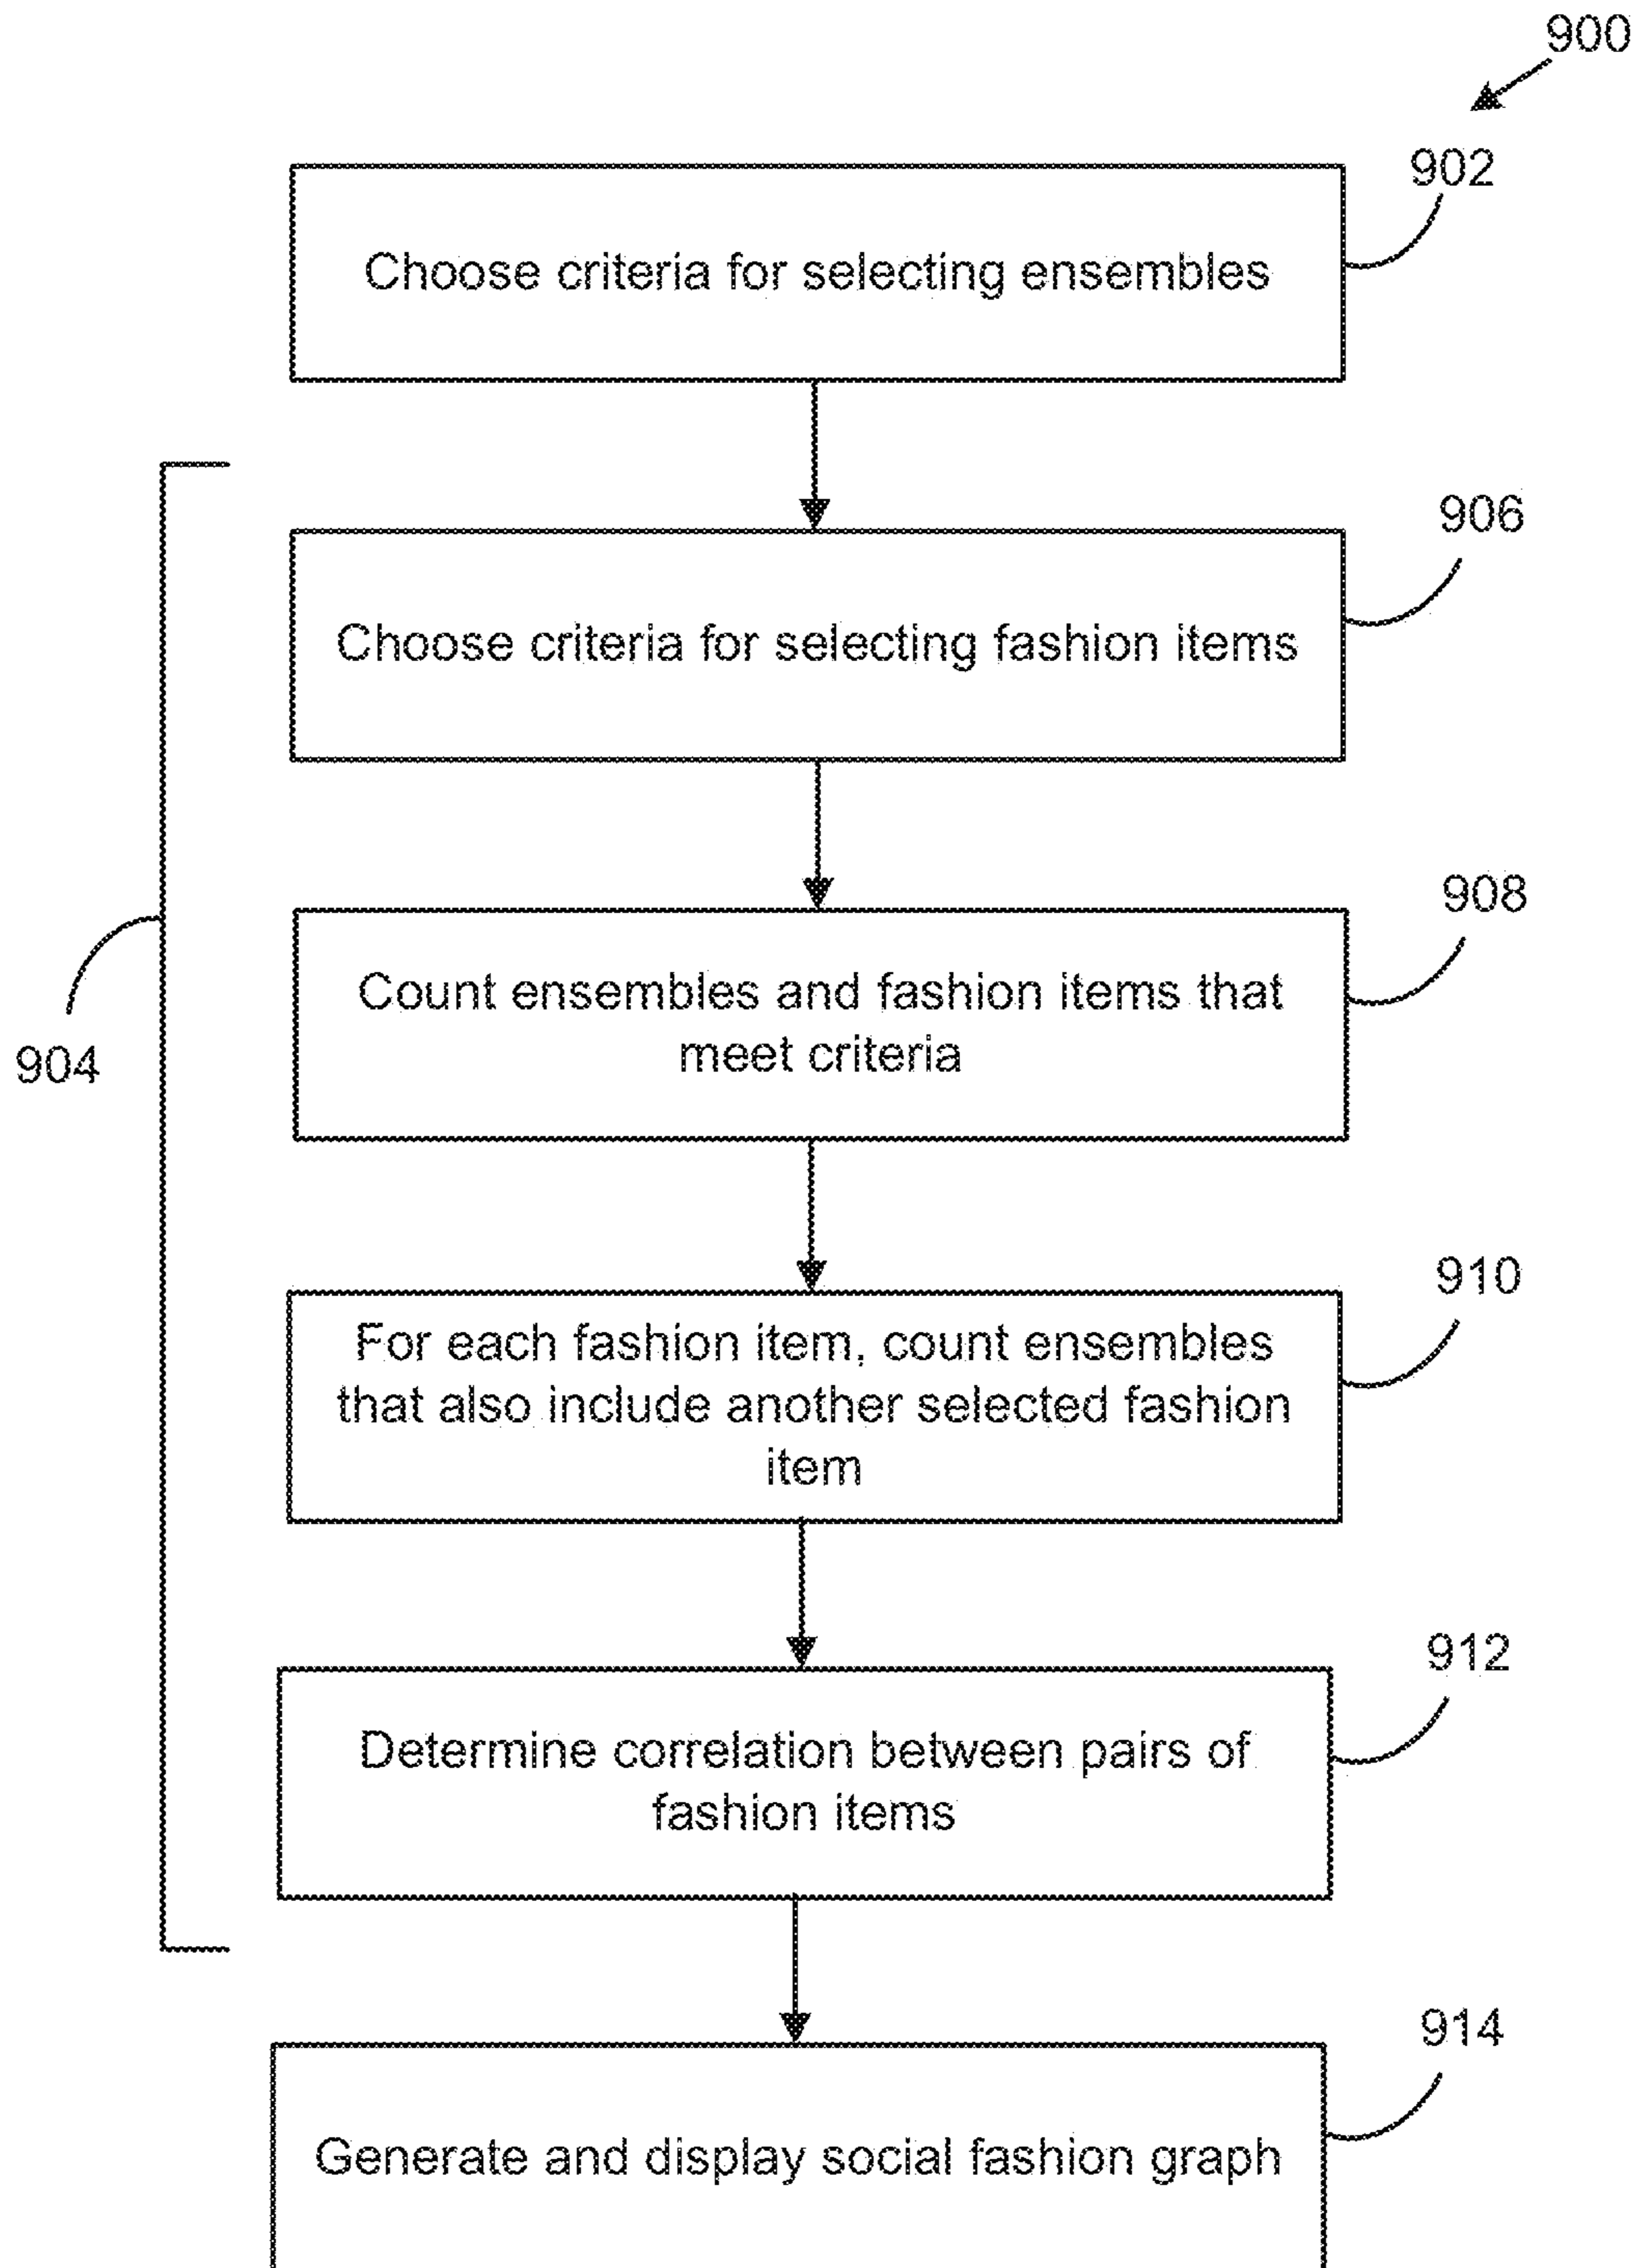 900
902
Choose criteria for selecting ensembles
906
Choose criteria for selecting fashion items
908
Count ensembles and fashion items that
meet criteria
904
910
For each fashion item, count ensembles
that also include another selected fashion
item
912
Determine correlation between pairs of
fashion items
914
Generate and display social fashion graph